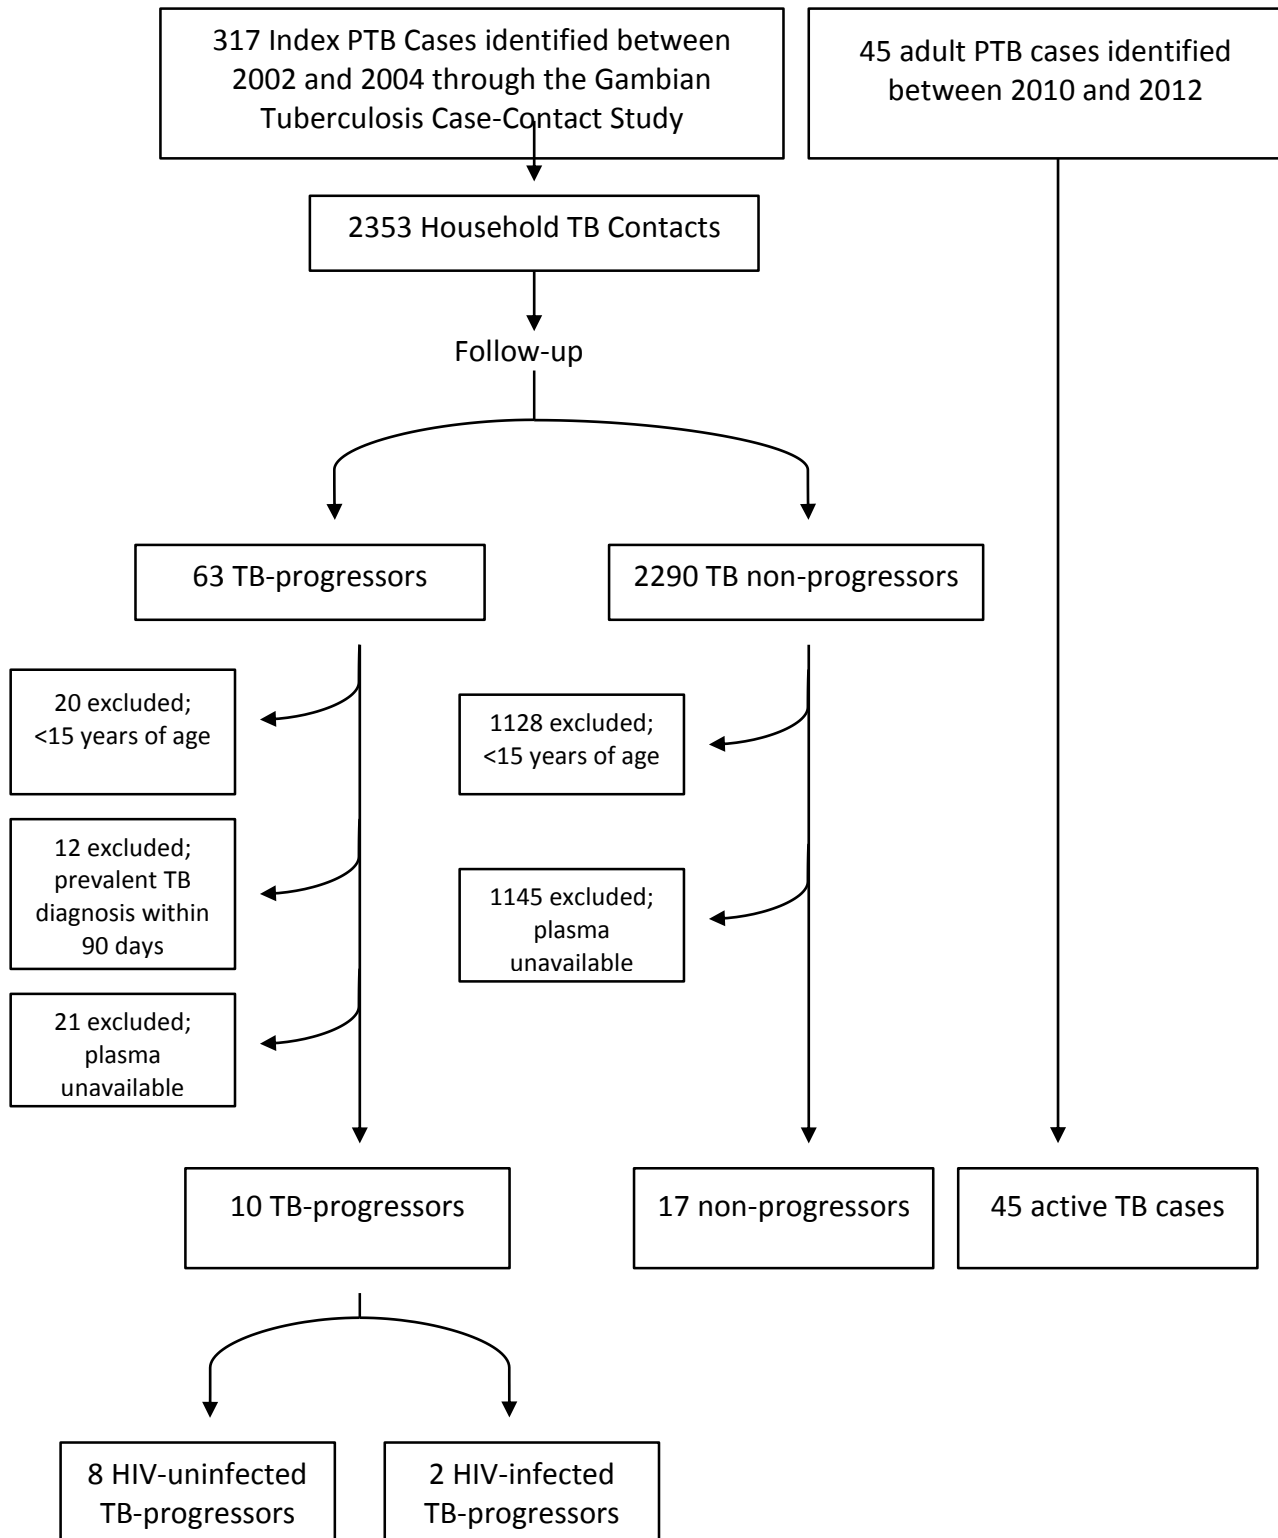 317 Index PTB Cases identified between
2002 and 2004 through the Gambian
Tuberculosis Case-Contact Study
45 adult PTB cases identified
between 2010 and 2012
2353 Household TB Contacts
Follow-up
63 TB-progressors
2290 TB non-progressors
20 excluded;
<15 years of age
1128 excluded;
<15 years of age
12 excluded;
prevalent TB
diagnosis within
90 days
1145 excluded;
plasma
unavailable
21 excluded;
plasma
unavailable
10 TB-progressors
17 non-progressors
45 active TB cases
8 HIV-uninfected
TB-progressors
2 HIV-infected
TB-progressors